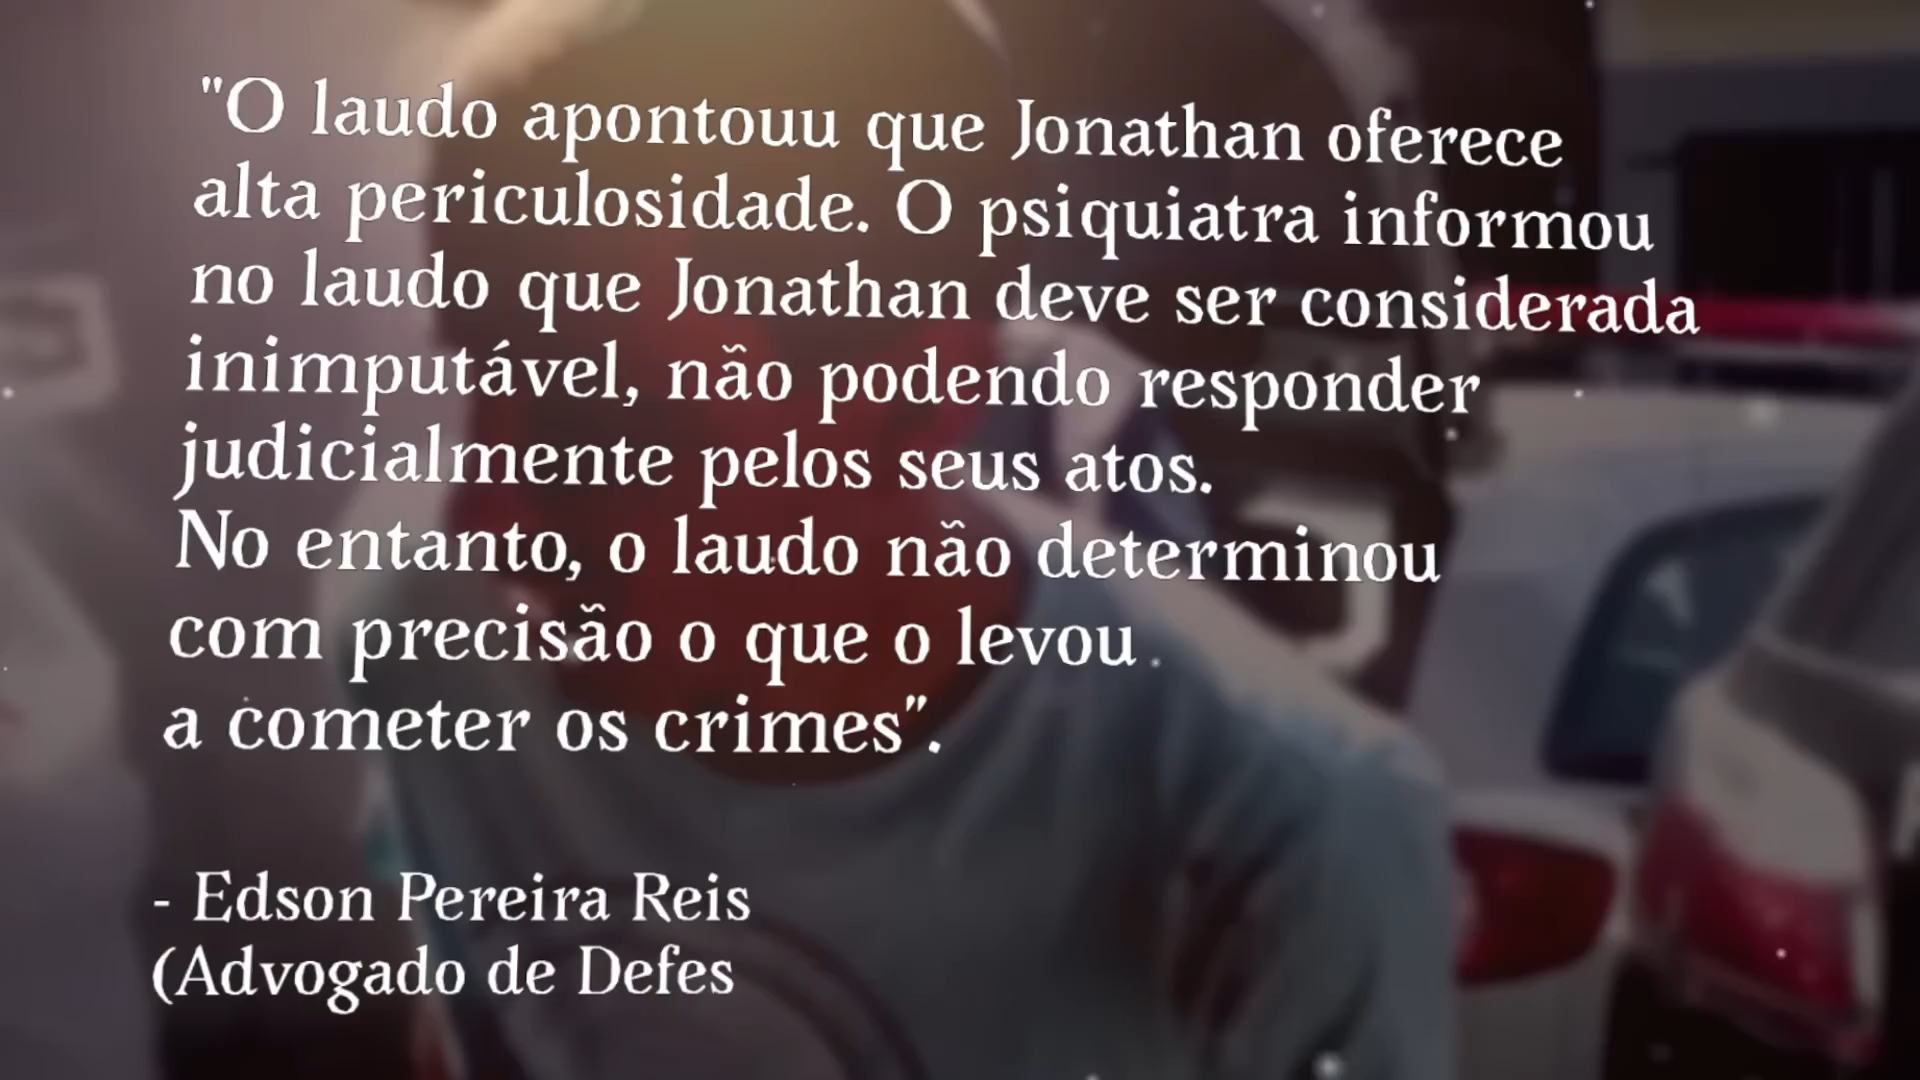 "O laudo apontouu que Jonathan oferece
alta periculosidade. O psiquiatra informou
no laudo que Jonathan deve ser considerada
inimputável, não podendo responder
judicialmente pelos seus atos.
No entanto, o laudo não determinou
com precisão o que o levou
a cometer os crimes".
- Edson Pereira Reis
(Advogado de Defes